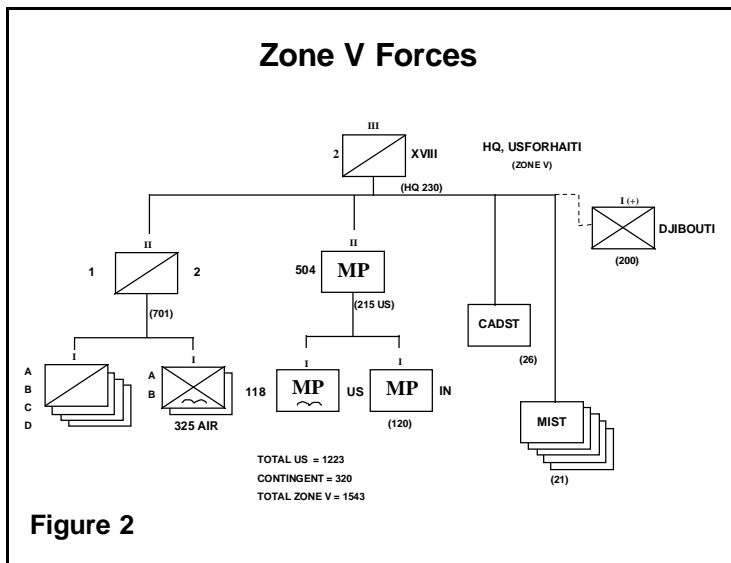 Zone V Forces
III
2 XVIII
HQ, USFORHAITI
(ZONE V)
(HQ 230)
I (+)
DJIBOUTI
(200)
II
1 2
(701)
II
504 MP
(215 US)
CADST
(26)
I
A
B
C
D
I
A
B
325 AIR
I
118 MP US
I
MP IN
(120)
MIST
(21)
TOTAL US = 1223
CONTINGENT = 320
TOTAL ZONE V = 1543
Figure 2